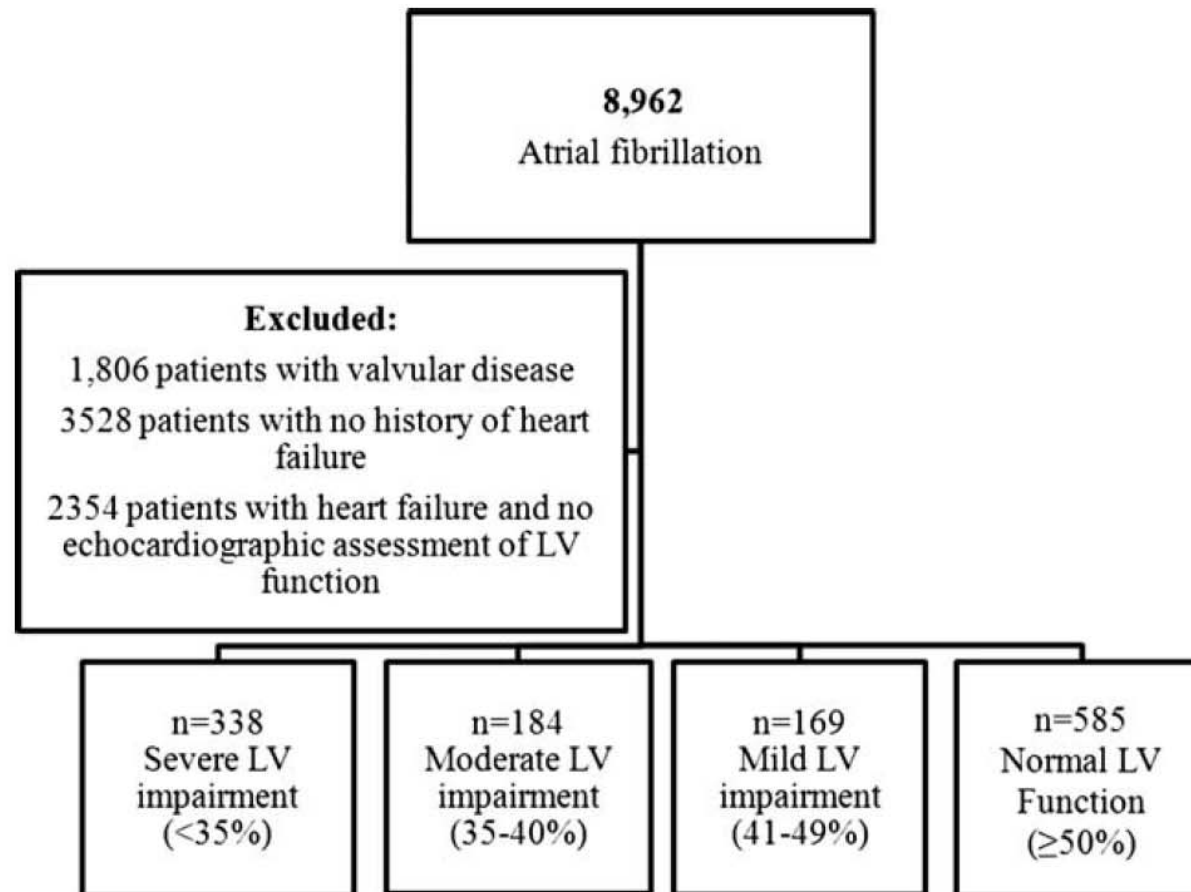 8,962
Atrial fibrillation
Excluded:
1,806 patients with valvular disease
3528 patients with no history of heart
failure
2354 patients with heart failure and no
echocardiographic assessment of LV
function
n=338
Severe LV
impairment
(<35%)
n=184
Moderate LV
impairment
(35-40%)
n=169
Mild LV
impairment
(41-49%)
n=585
Normal LV
Function
(≥50%)